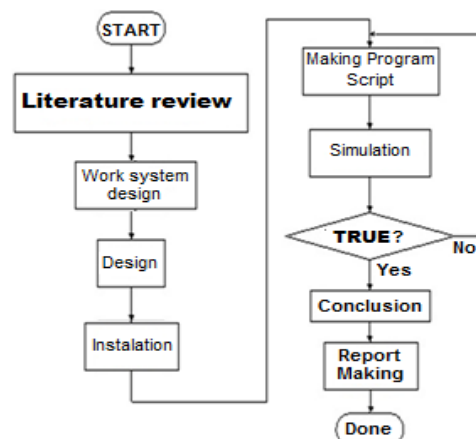 START
Literature review
Work system
design
Design
Instalation
Making Program
Script
Simulation
TRUE?
No
Yes
Conclusion
Report
Making
Done